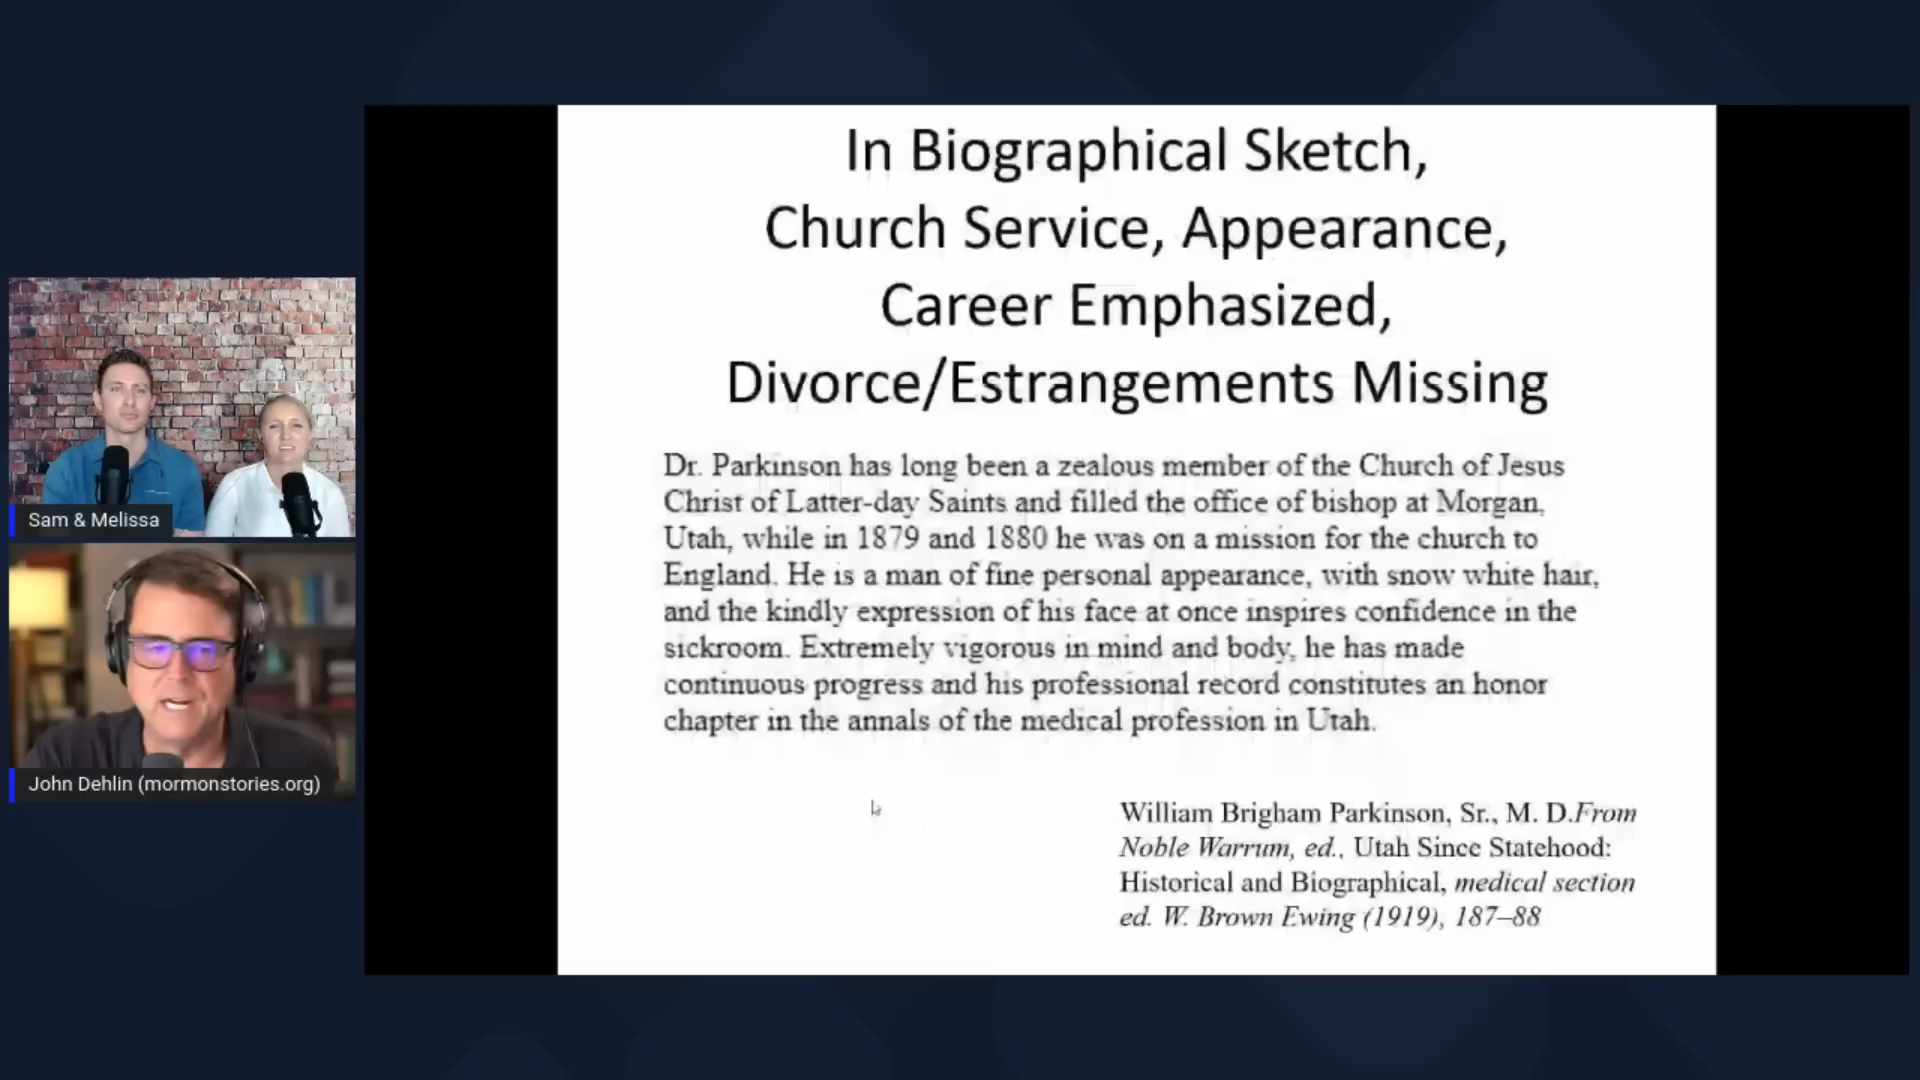 In Biographical Sketch,
Church Service, Appearance,
Career Emphasized,
Divorce/Estrangements Missing
Dr. Parkinson has long been a zealous member of the Church of Jesus
Christ of Latter-day Saints and filled the office of bishop at Morgan,
Utah, while in 1879 and 1880 he was on a mission for the church to
England. He is a man of fine personal appearance, with snow white hair,
and the kindly expression of his face at once inspires confidence in the
sickroom. Extremely vigorous in mind and body, he has made
continuous progress and his professional record constitutes an honor
chapter in the annals of the medical profession in Utah.
William Brigham Parkinson, Sr., M. D.From
Noble Warrum, ed., Utah Since Statehood:
Historical and Biographical, medical section
ed. W. Brown Ewing (1919), 187–88
Sam & Melissa
John Dehlin (mormonstories.org)